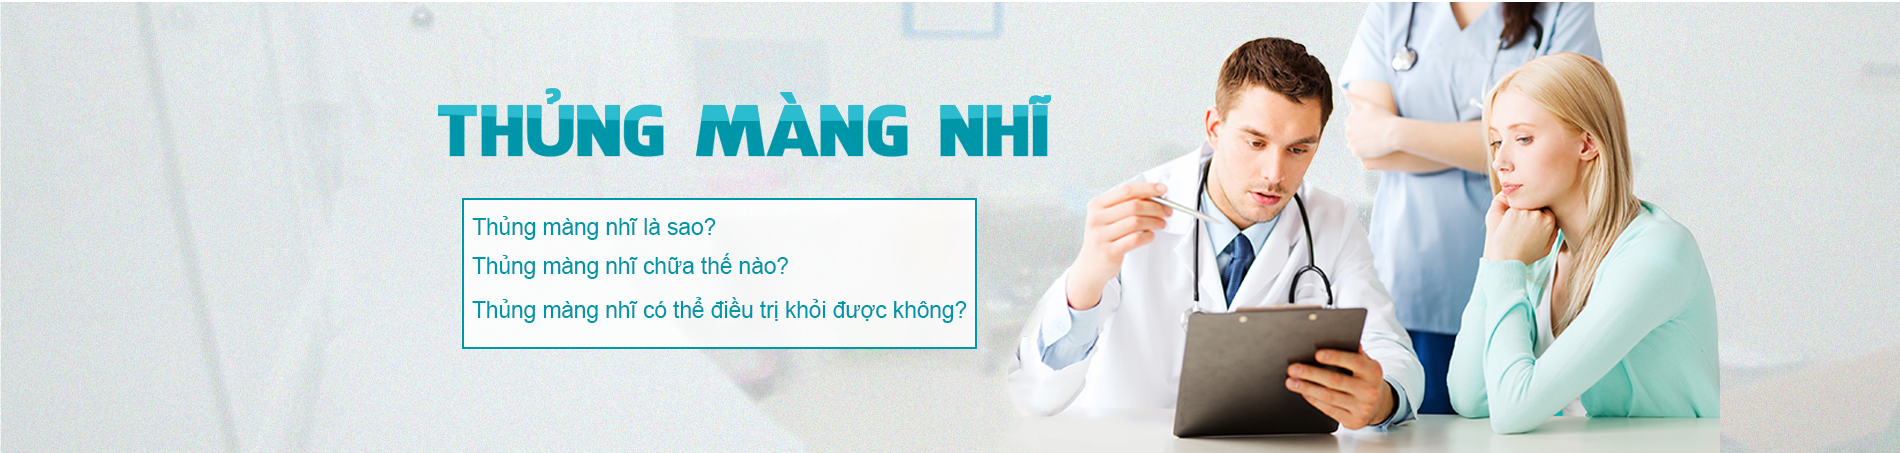 THỦNG MÀNG NHĨ
Thủng màng nhĩ là sao?
Thủng màng nhĩ chữa thế nào?
Thủng màng nhĩ có thể điều trị khỏi được không?